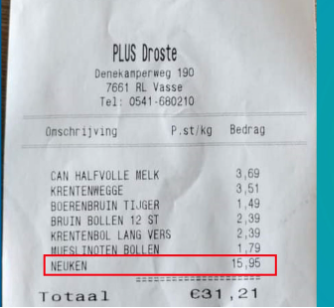 PLUS Droste
Denekamperweg 190
7661 RL Vasse
Tel: 0541-680210
Omschrijving P.st/kg Bedrag
CAN HALFVOLLE MELK 3,69
KRENTENWEGGE 3,51
BOERENBRUIN TIJGER 1,49
BRUIN BOLLEN 12 ST 2,39
KRENTENBOL LANG VERS 2,39
MUESLINOTEN BOLLEN 1,79
NEUKEN 15,95
Totaal €31,21